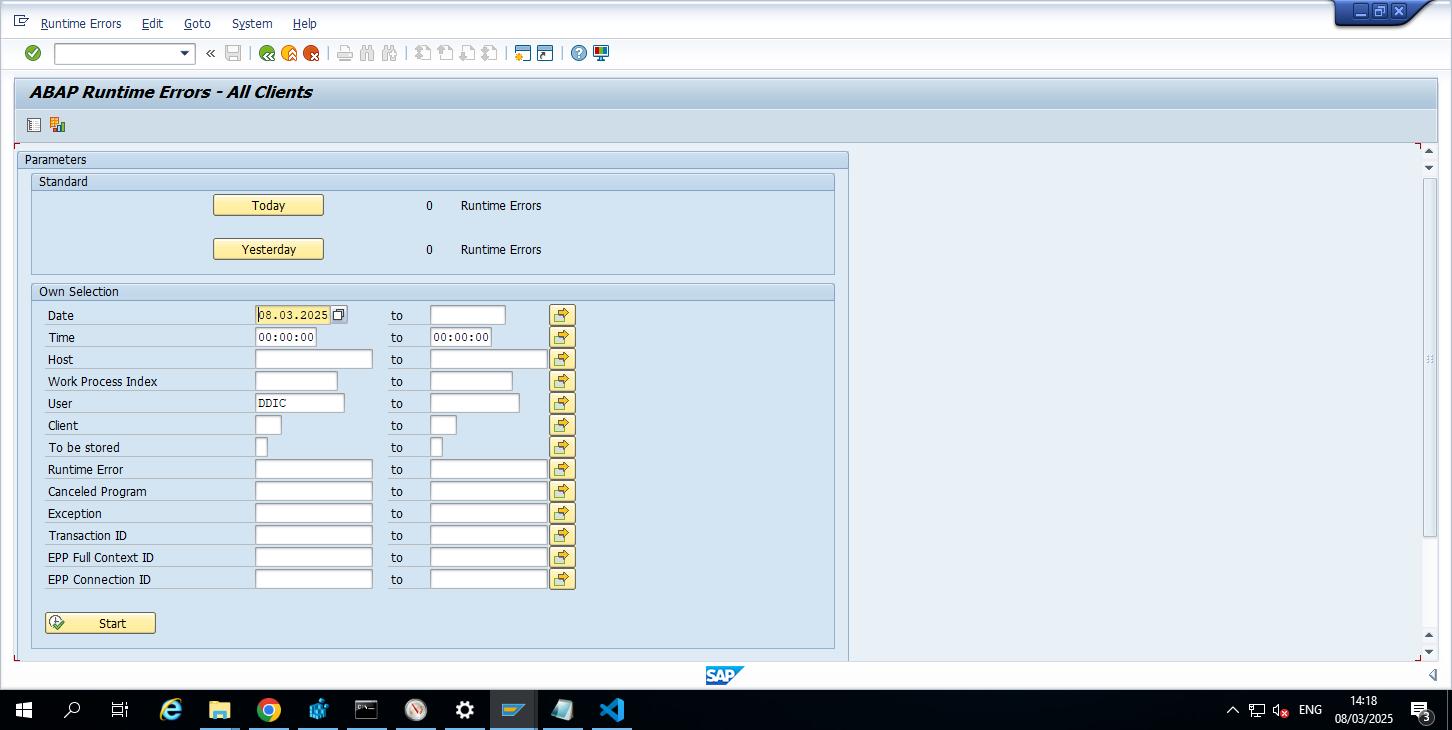 Runtime Errors Edit Goto System Help
ABAP Runtime Errors - All Clients
Parameters
Standard
Today 0 Runtime Errors
Yesterday 0 Runtime Errors
Own Selection
Date 08.03.2025 to
Time 00:00:00 to 00:00:00
Host to
Work Process Index to
User DDIC to
Client to
To be stored to
Runtime Error to
Canceled Program to
Exception to
Transaction ID to
EPP Full Context ID to
EPP Connection ID to
Start
SAP
ENG
14:18
08/03/2025
3